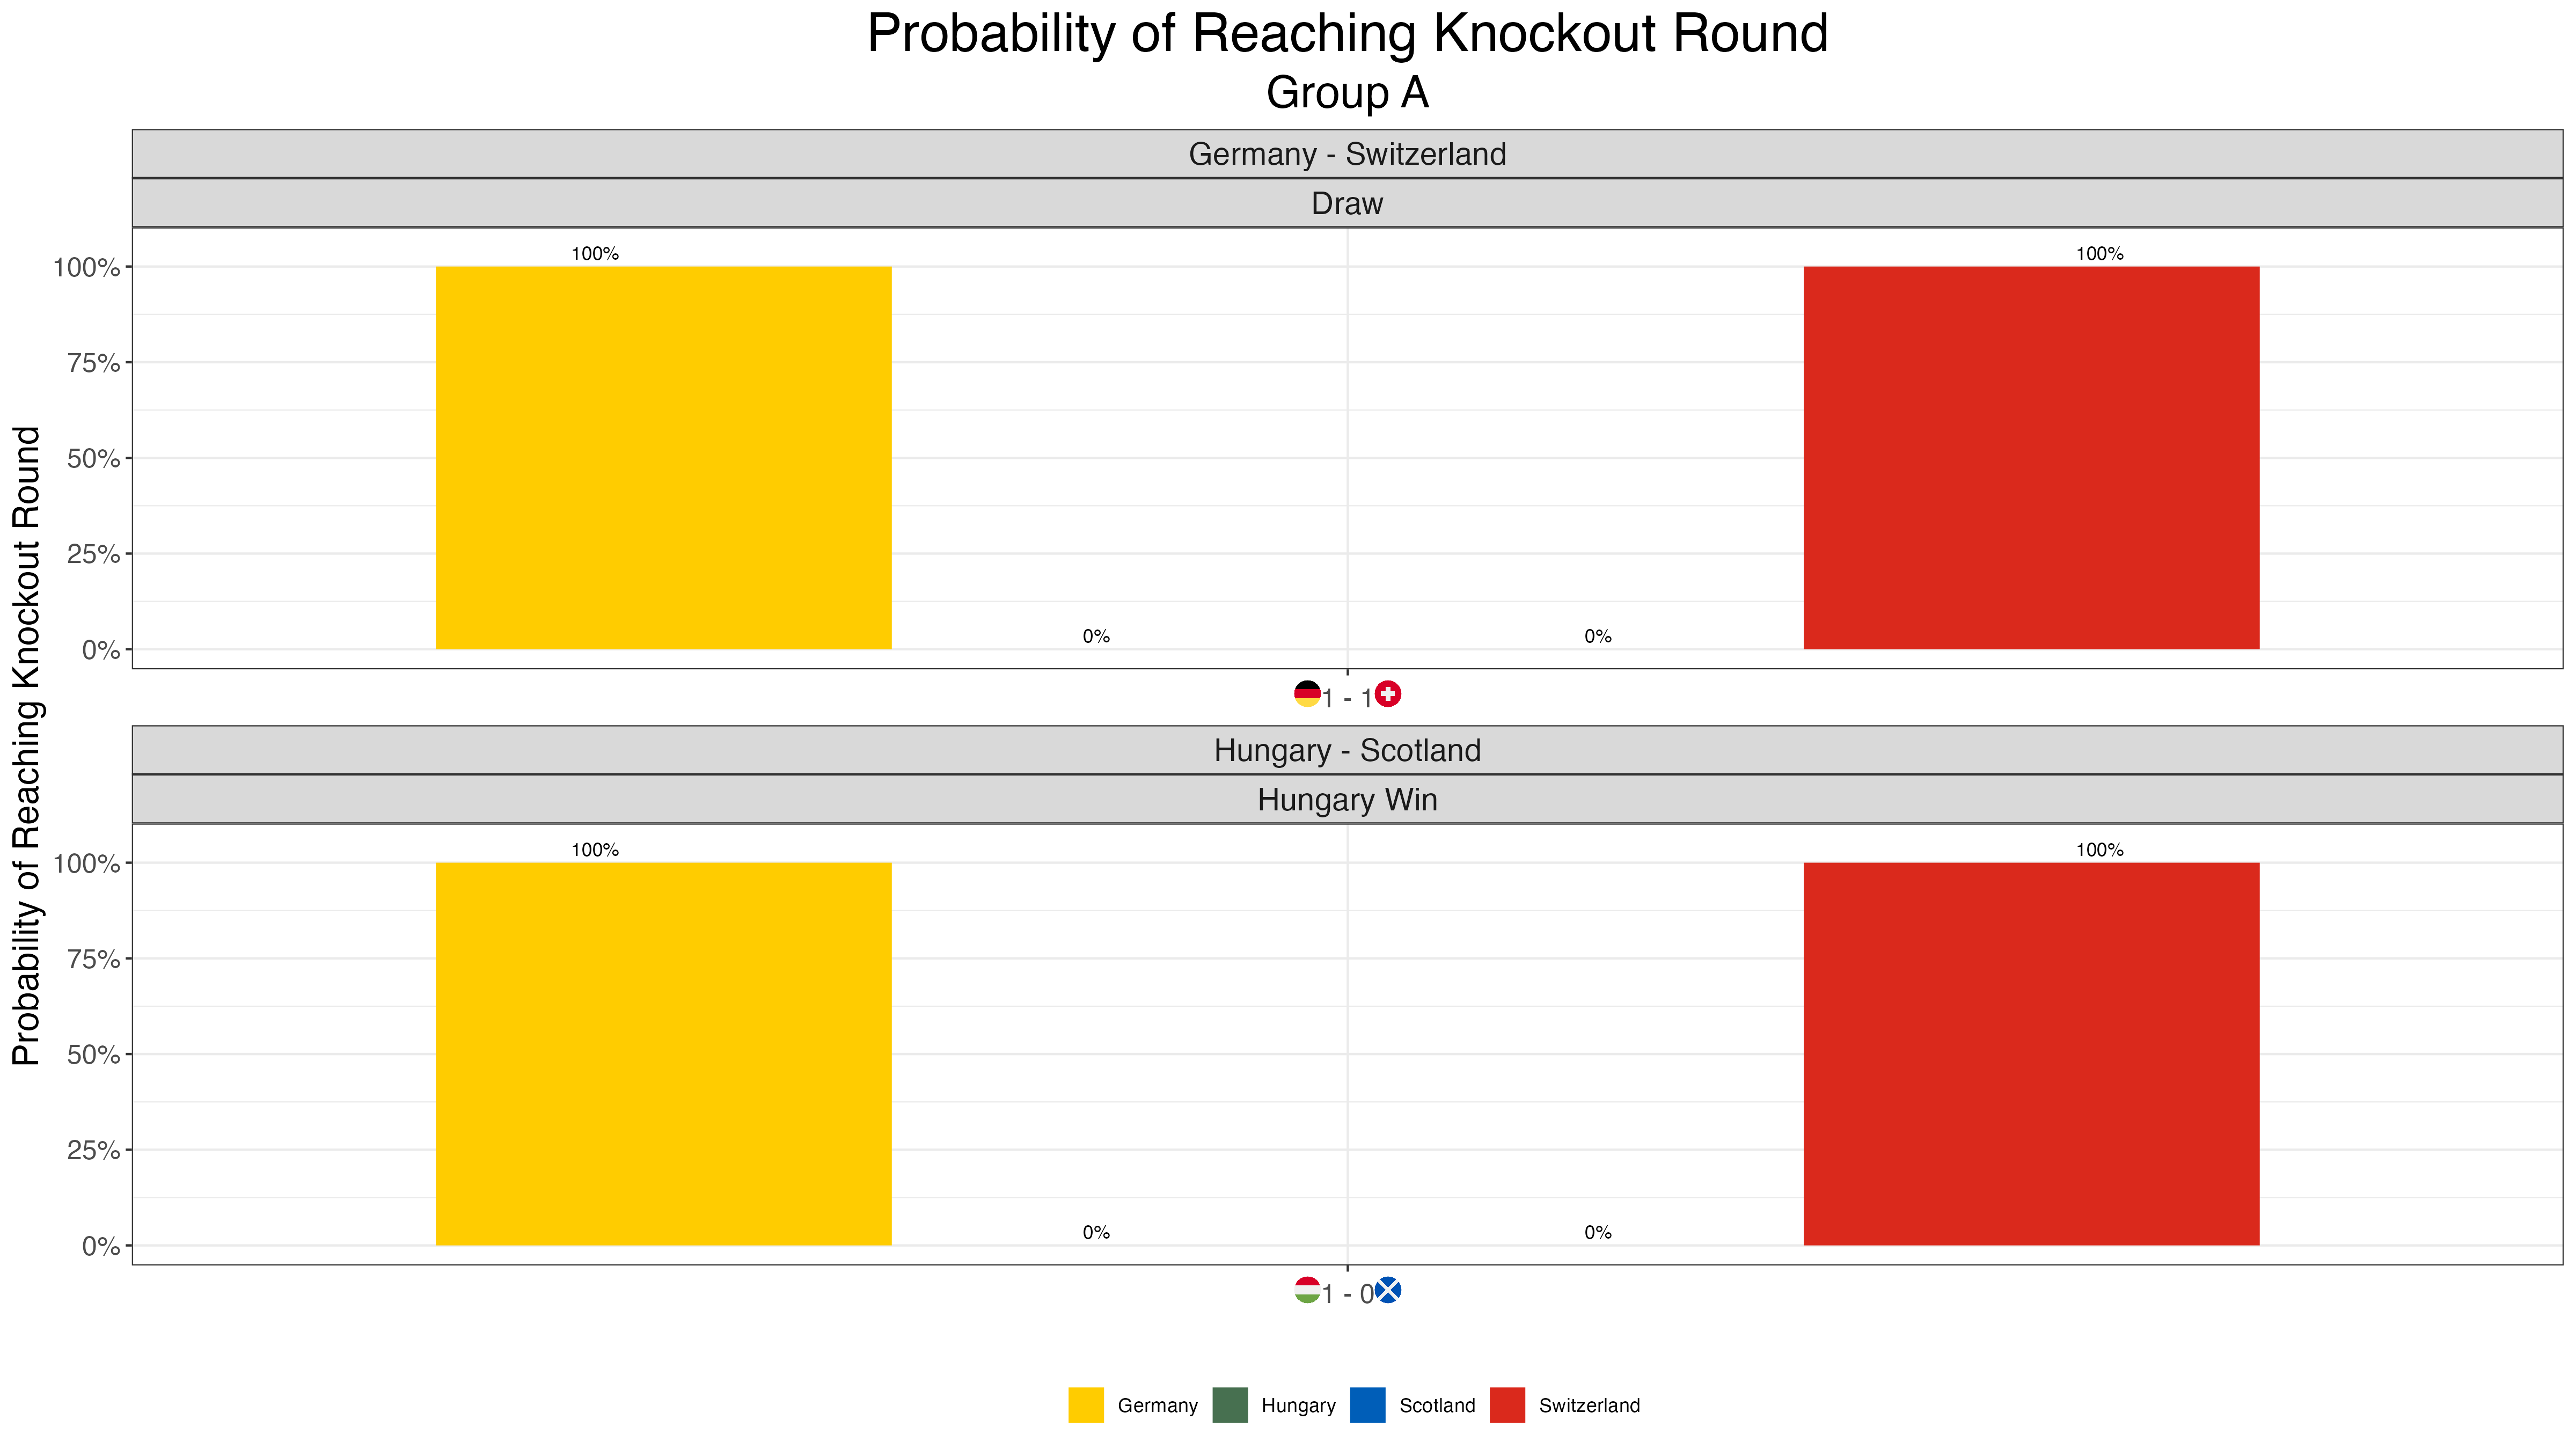 Probability of Reaching Knockout Round
Group A
Probability of Reaching Knockout Round
Germany - Switzerland
Draw
100%
75%
50%
25%
0%
100%
0%
0%
100%
1 - 1
Hungary - Scotland
Hungary Win
100%
75%
50%
25%
0%
100%
0%
0%
100%
1 - 0
Germany
Hungary
Scotland
Switzerland